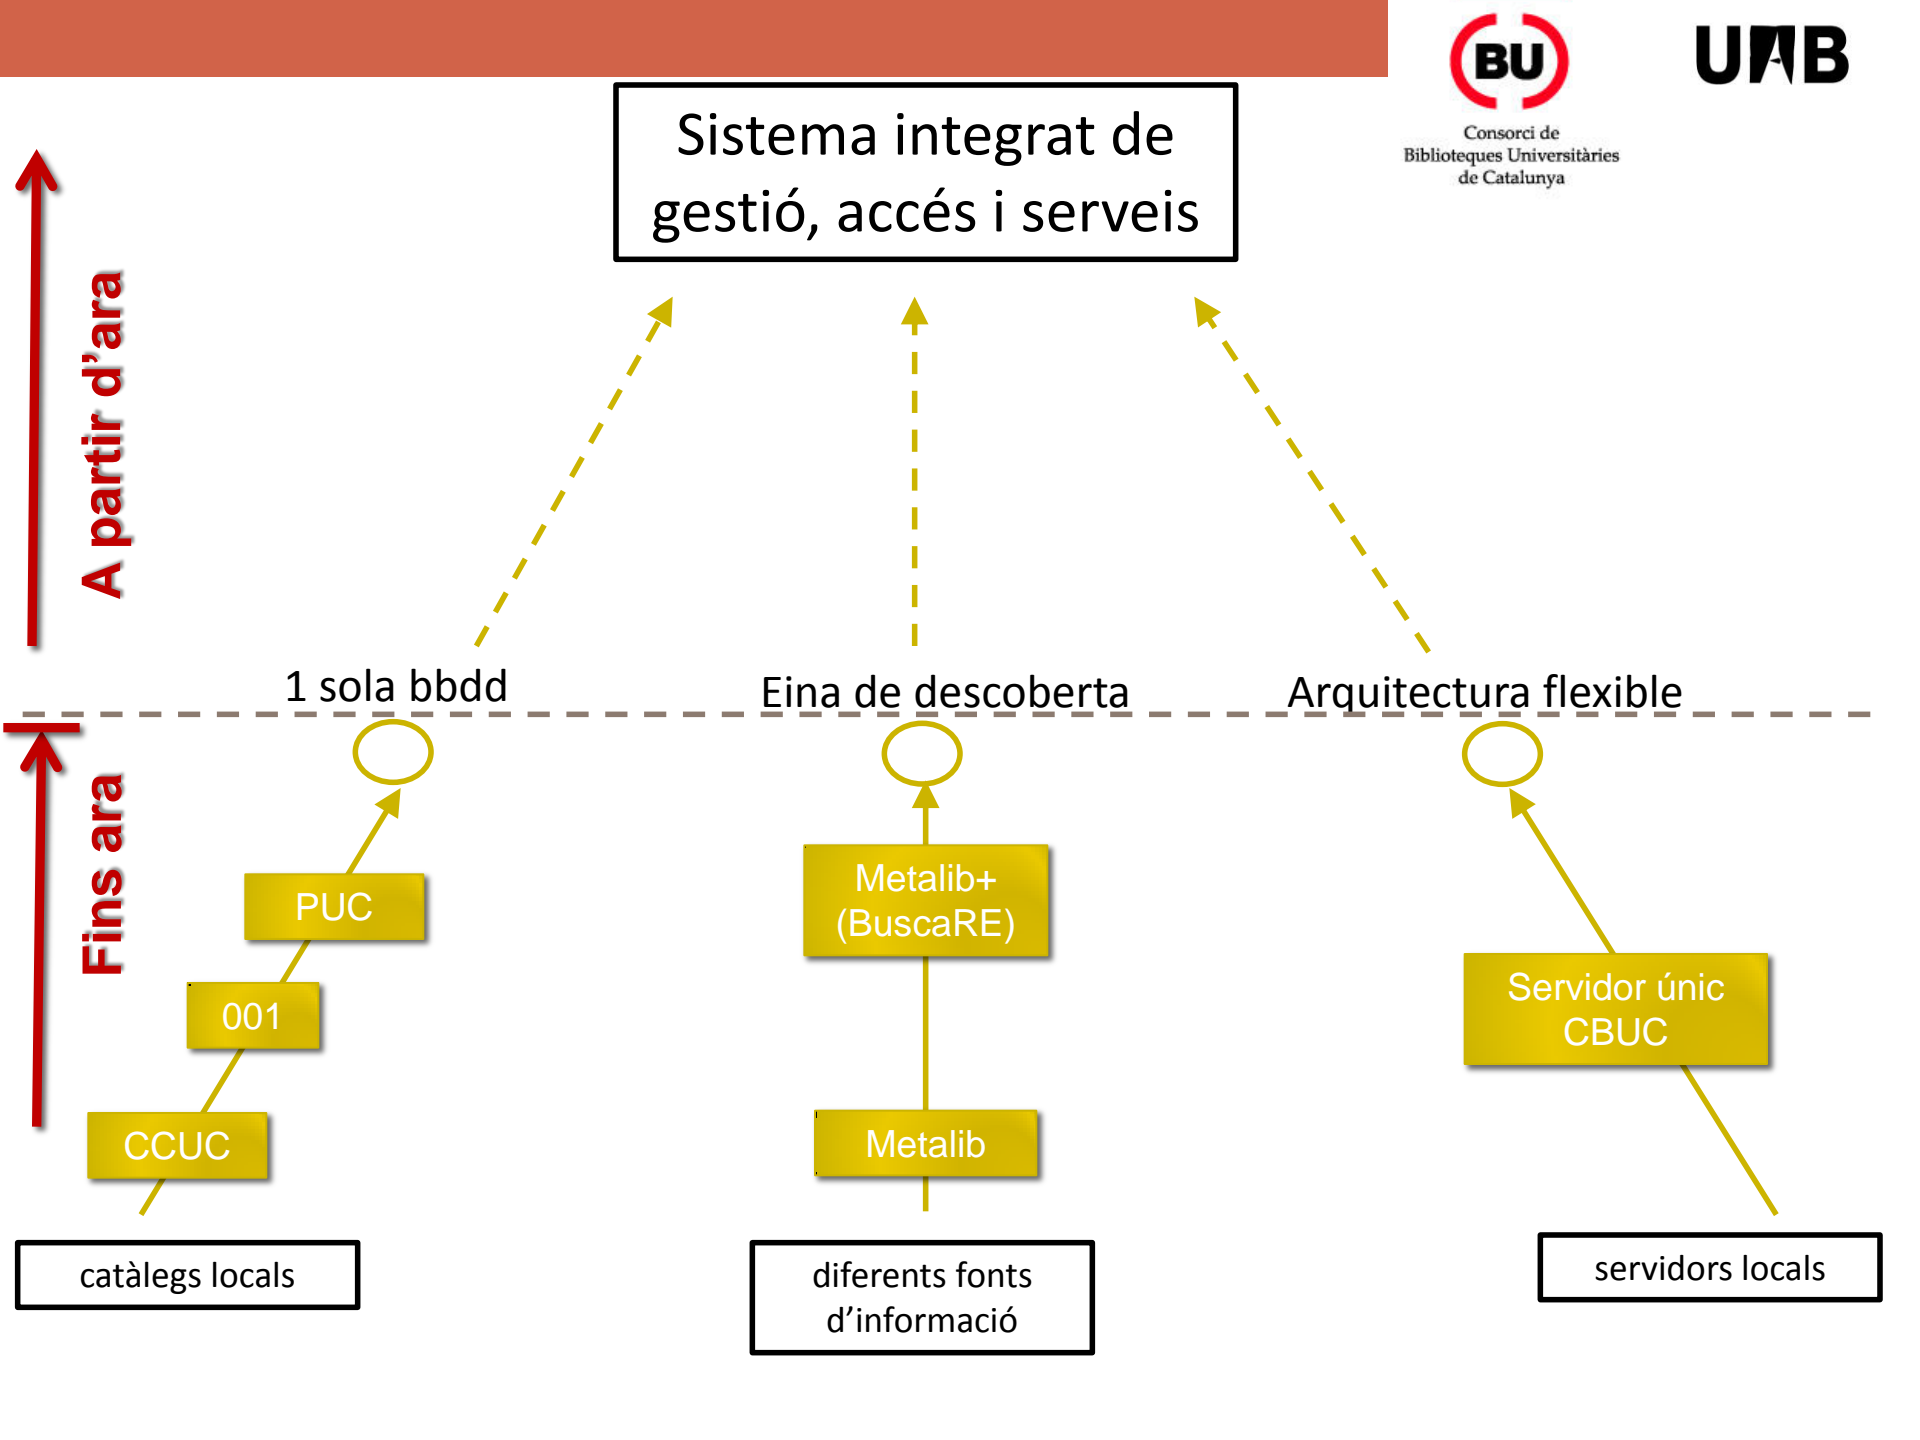 BU
Consorci de
Biblioteques Universitàries
de Catalunya
UAB
Sistema integrat de
gestió, accés i serveis
A partir d’ara
1 sola bbdd
Eina de descoberta
Arquitectura flexible
Fins ara
PUC
001
CCUC
Metalib+
(BuscaRE)
Metalib
Servidor únic
CBUC
catàlegs locals
diferents fonts
d’informació
servidors locals